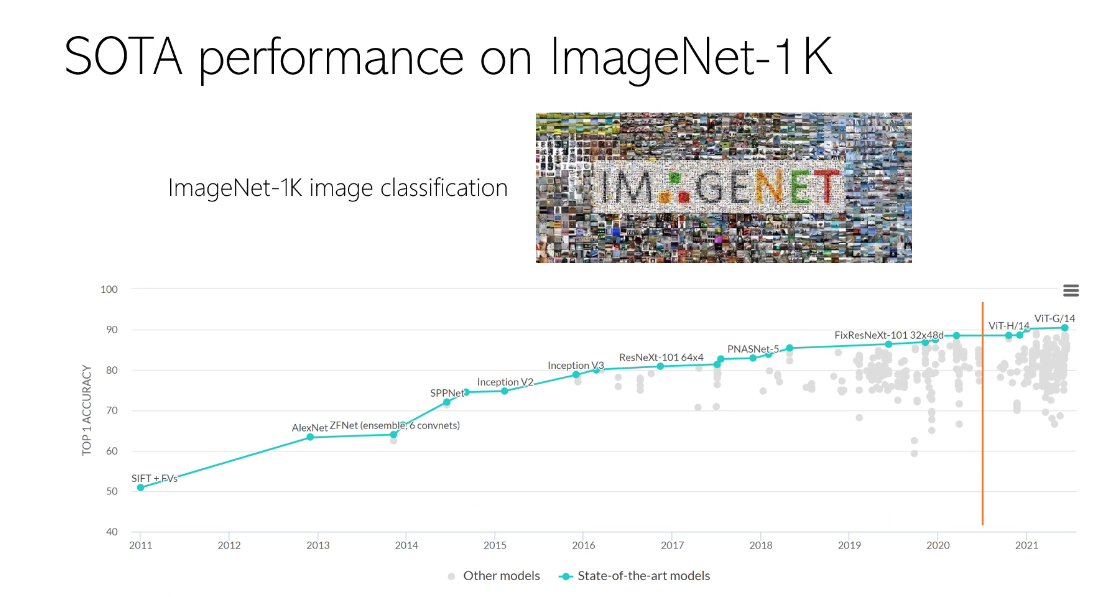 SOTA performance on ImageNet-1K
ImageNet-1K image classification
IMAGENET
100
90
80
70
60
50
40
TOP 1 ACCURACY
SIFT + FVs
AlexNet
ZFNet (ensemble, 6 convnets)
SPPNet
Inception V2
Inception V3
ResNeXt-101 64x4
PNASNet-5
FixResNeXt-101 32x48d
ViT-H/14
ViT-G/14
2011 2012 2013 2014 2015 2016 2017 2018 2019 2020 2021
Other models State-of-the-art models